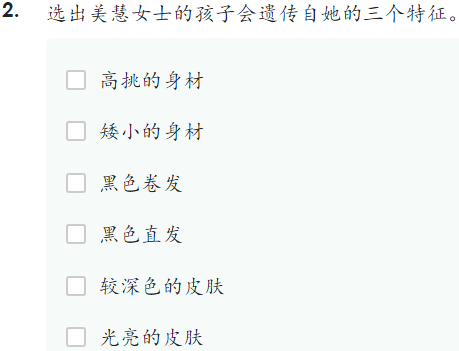 2. 选出美慧女士的孩子会遗传自她的三个特征。
高挑的身材
矮小的身材
黑色卷发
黑色直发
较深色的皮肤
光亮的皮肤